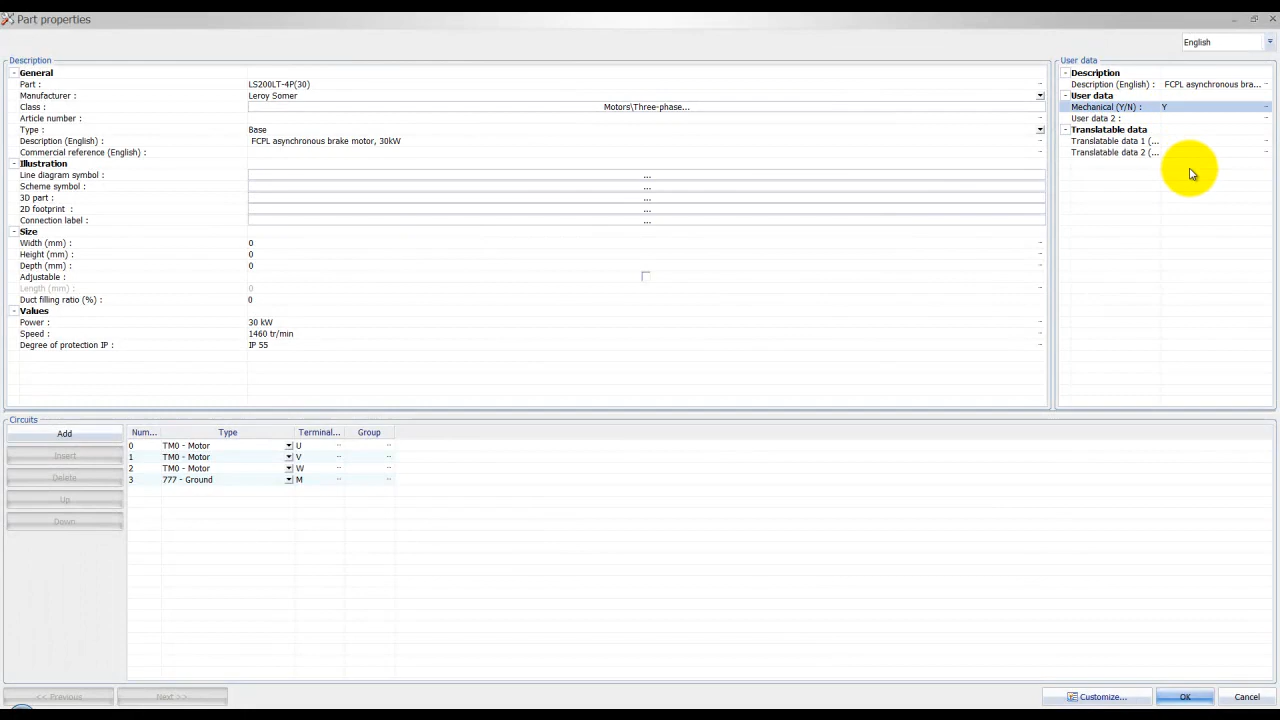 Part properties
English
Description
General
Part : LS200LT-4P(30)
Manufacturer : Leroy Somer
Class : Motors\Three-phase...
Article number :
Type : Base
Description (English) : FCPL asynchronous brake motor, 30kW
Commercial reference (English) :
Illustration
Line diagram symbol : ...
Scheme symbol : ...
3D part : ...
2D footprint : ...
Connection label : ...
Size
Width (mm) : 0
Height (mm) : 0
Depth (mm) : 0
Adjustable :
Length (mm) : 0
Duct filling ratio (%) : 0
Values
Power : 30 kW
Speed : 1460 tr/min
Degree of protection IP : IP 55
User data
Description
Description (English) : FCPL asynchronous bra...
User data
Mechanical (Y/N) : Y
User data 2 :
Translatable data
Translatable data 1 (...
Translatable data 2 (...
Circuits
Add
Insert
Delete
Up
Down
Num... Type Terminal... Group
0 TM0 - Motor U
1 TM0 - Motor V
2 TM0 - Motor W
3 777 - Ground M
<< Previous Next >> Customize... OK Cancel